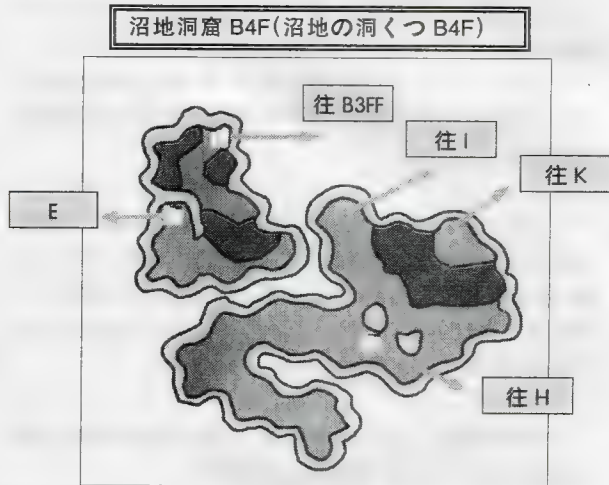 沼地洞窟 B4F(沼地の洞くつ B4F)
往 B3FF
往 I
往 K
E
往 H